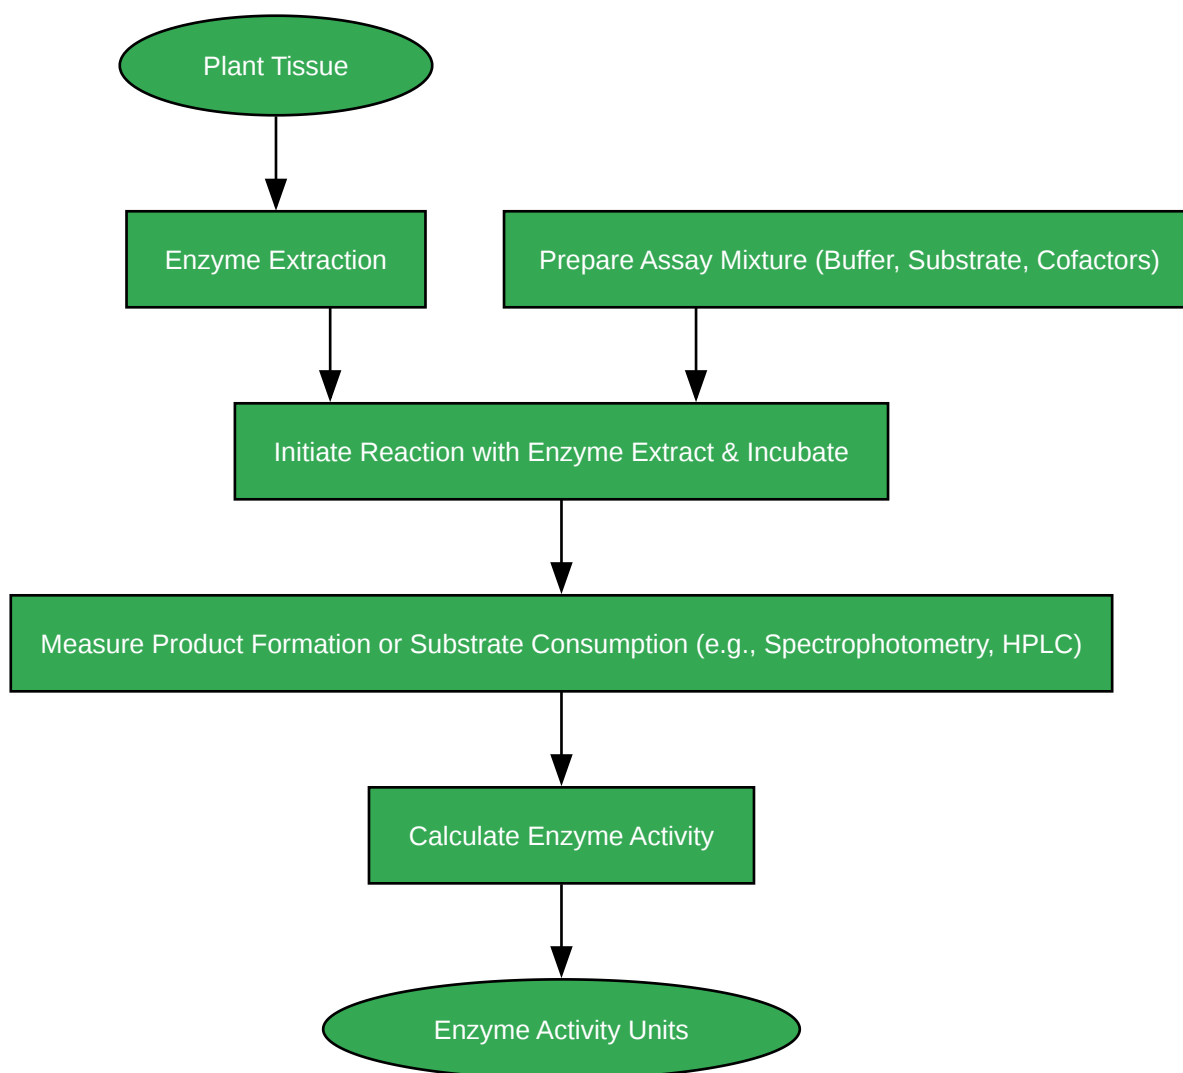 Plant Tissue
Enzyme Extraction
Prepare Assay Mixture (Buffer, Substrate, Cofactors)
Initiate Reaction with Enzyme Extract & Incubate
Measure Product Formation or Substrate Consumption (e.g., Spectrophotometry, HPLC)
Calculate Enzyme Activity
Enzyme Activity Units